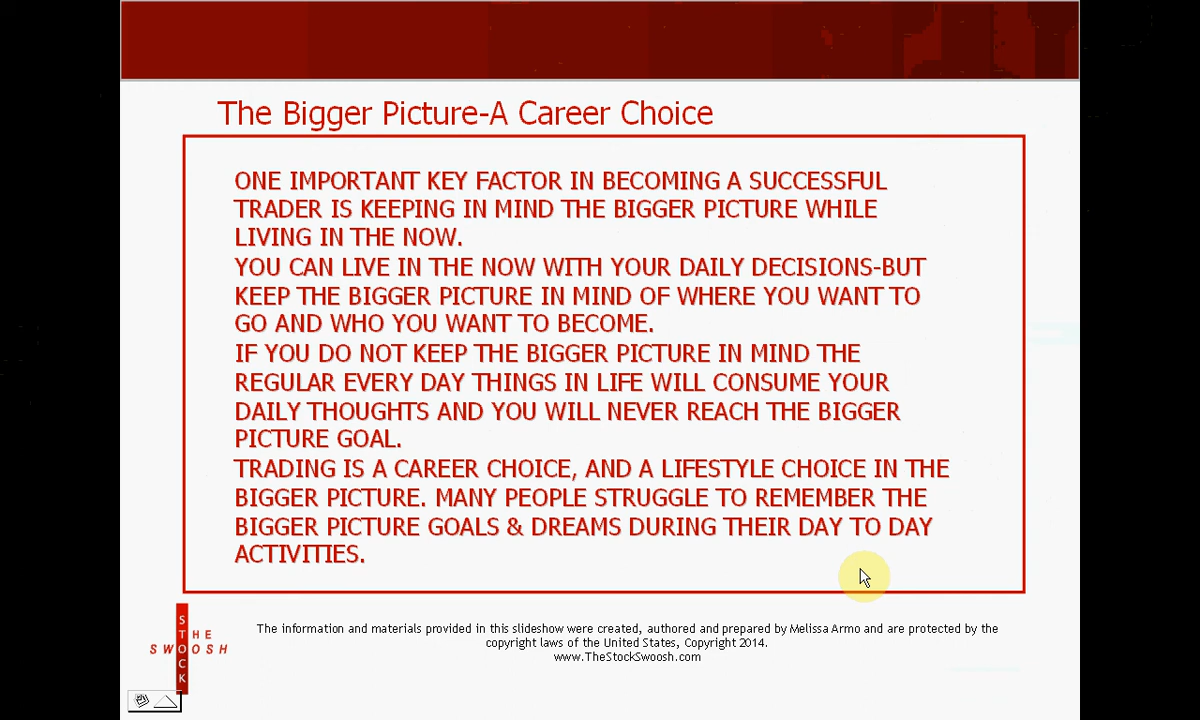 The Bigger Picture-A Career Choice
ONE IMPORTANT KEY FACTOR IN BECOMING A SUCCESSFUL
TRADER IS KEEPING IN MIND THE BIGGER PICTURE WHILE
LIVING IN THE NOW.
YOU CAN LIVE IN THE NOW WITH YOUR DAILY DECISIONS-BUT
KEEP THE BIGGER PICTURE IN MIND OF WHERE YOU WANT TO
GO AND WHO YOU WANT TO BECOME.
IF YOU DO NOT KEEP THE BIGGER PICTURE IN MIND THE
REGULAR EVERY DAY THINGS IN LIFE WILL CONSUME YOUR
DAILY THOUGHTS AND YOU WILL NEVER REACH THE BIGGER
PICTURE GOAL.
TRADING IS A CAREER CHOICE, AND A LIFESTYLE CHOICE IN THE
BIGGER PICTURE. MANY PEOPLE STRUGGLE TO REMEMBER THE
BIGGER PICTURE GOALS & DREAMS DURING THEIR DAY TO DAY
ACTIVITIES.
THE
STOCK
SWOOSH
The information and materials provided in this slideshow were created, authored and prepared by Melissa Armo and are protected by the
copyright laws of the United States, Copyright 2014.
www.TheStockSwoosh.com